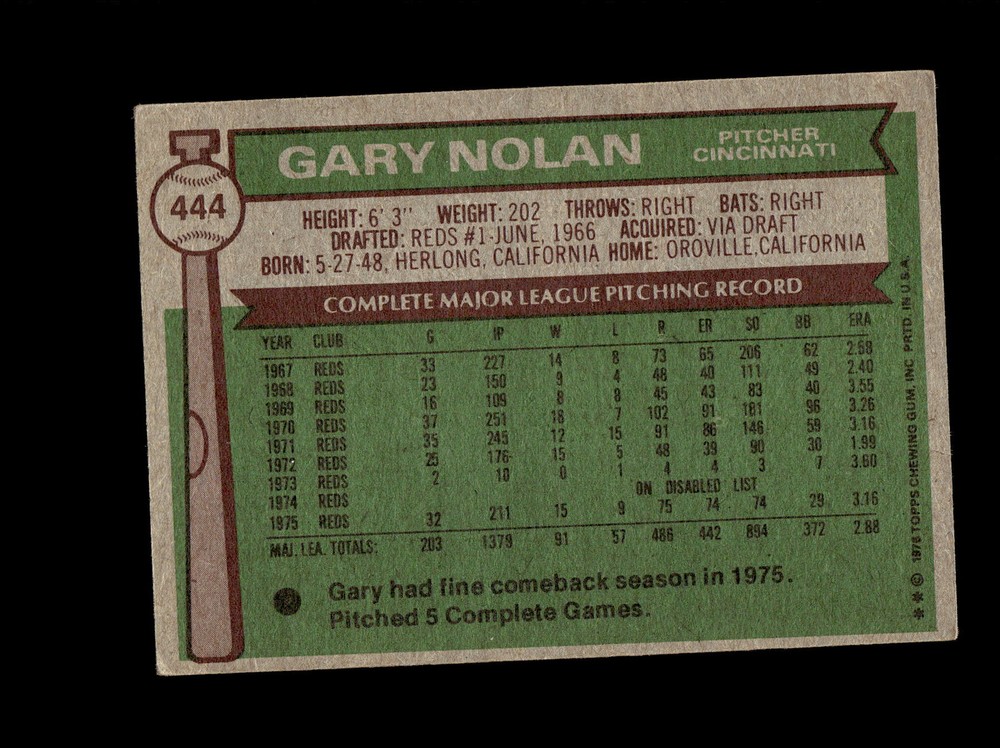 GARY NOLAN
PITCHER
CINCINNATI
444
HEIGHT: 6' 3" WEIGHT: 202 THROWS: RIGHT BATS: RIGHT
DRAFTED: REDS #1-JUNE, 1966 ACQUIRED: VIA DRAFT
BORN: 5-27-48, HERLONG, CALIFORNIA HOME: OROVILLE, CALIFORNIA
COMPLETE MAJOR LEAGUE PITCHING RECORD
YEAR CLUB G IP W L R ER SO BB ERA
1967 REDS 33 227 14 8 73 65 206 62 2.58
1968 REDS 23 150 9 4 48 40 111 49 2.40
1969 REDS 16 109 8 8 45 43 83 40 3.55
1970 REDS 37 251 18 7 102 91 181 96 3.26
1971 REDS 35 245 12 15 91 86 146 59 3.16
1972 REDS 25 176 15 5 48 39 90 30 1.99
1973 REDS 2 10 0 1 4 4 3 7 3.60
1974 REDS ON DISABLED LIST
1975 REDS 32 211 15 9 75 74 74 29 3.16
MAJ. LEA. TOTALS: 203 1379 91 57 486 442 894 372 2.88
Gary had fine comeback season in 1975.
Pitched 5 Complete Games.
** © 1976 TOPPS CHEWING GUM, INC. PRTD. IN U.S.A.